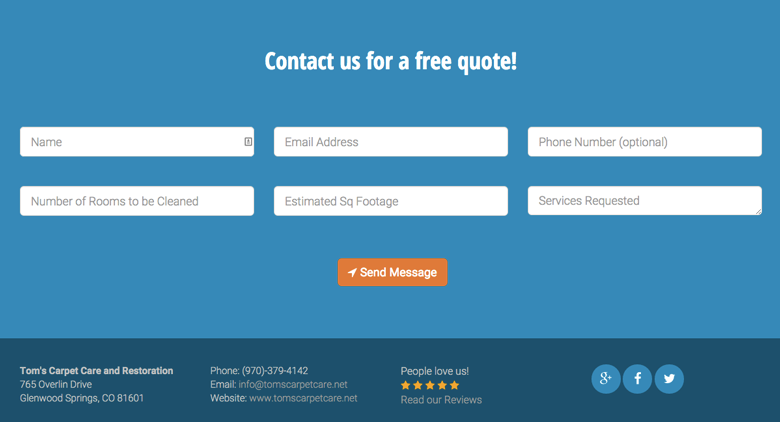 Contact us for a free quote!
Name
Email Address
Phone Number (optional)
Number of Rooms to be Cleaned
Estimated Sq Footage
Services Requested
Send Message
Tom's Carpet Care and Restoration
765 Overlin Drive
Glenwood Springs, CO 81601
Phone: (970)-379-4142
Email: info@tomscarpetcare.net
Website: www.tomscarpetcare.net
People love us!
Read our Reviews